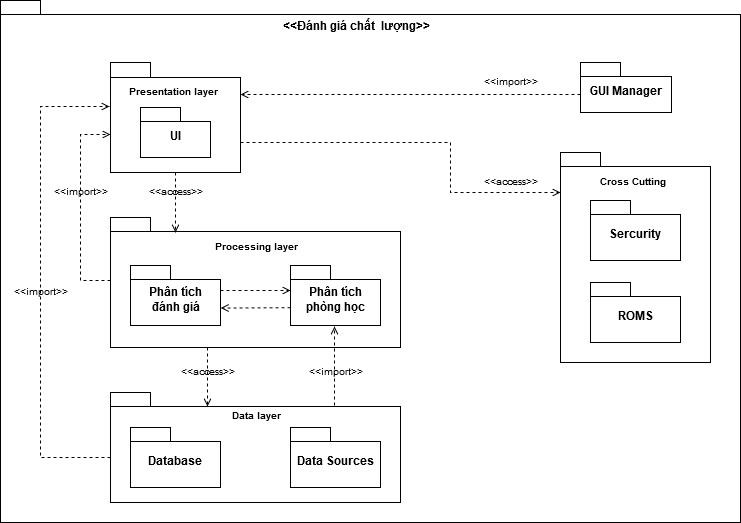 <<Đánh giá chất lượng>>
<<import>>
Presentation layer
GUI Manager
UI
<<import>>
<<access>>
<<access>>
Cross Cutting
Sercurity
Processing layer
Phân tích
đánh giá
Phân tích
phòng học
<<import>>
ROMS
<<access>>
<<import>>
Data layer
Database
Data Sources